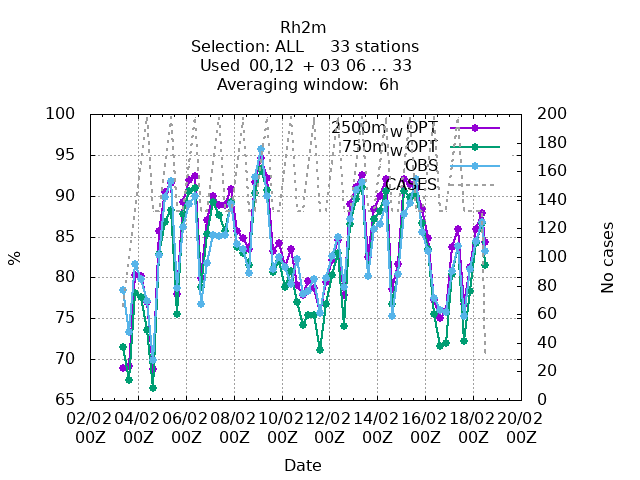 Rh2m
Selection: ALL 33 stations
Used 00,12 + 03 06 ... 33
Averaging window: 6h
100 200
2500m_w OPT
180
750m_w OPT
95
160
OBS
CASES
90
140
85
120
%
No cases
80
100
80
75
60
70
40
20
65 0
02/02 04/02 06/02 08/02 10/02 12/02 14/02 16/02 18/02 20/02
00Z 00Z 00Z 00Z 00Z 00Z 00Z 00Z 00Z 00Z
Date